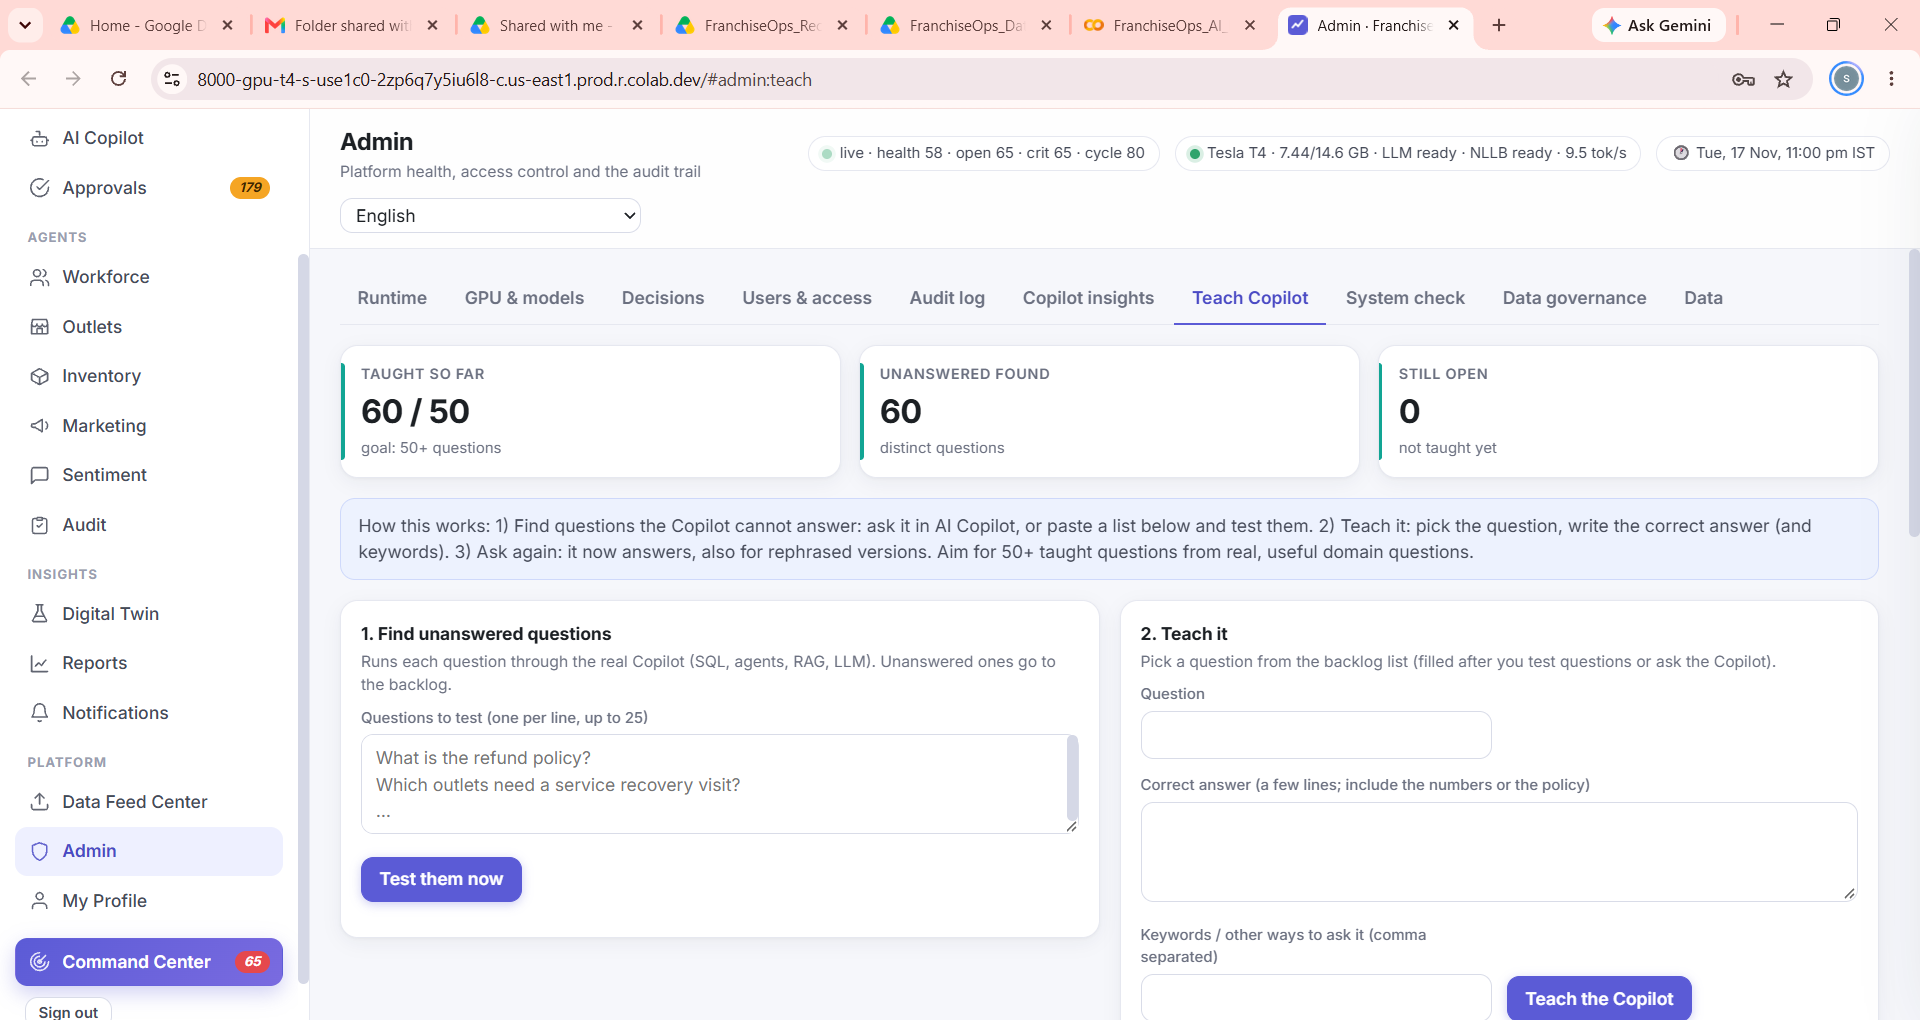 Home - Google D
Folder shared wit
Shared with me -
FranchiseOps_Rec
FranchiseOps_Da
FranchiseOps_AI_
Admin · Franchise
Ask Gemini
8000-gpu-t4-s-use1c0-2zp6q7y5iu6l8-c.us-east1.prod.r.colab.dev/#admin:teach
S
AI Copilot
Approvals 179
AGENTS
Workforce
Outlets
Inventory
Marketing
Sentiment
Audit
INSIGHTS
Digital Twin
Reports
Notifications
PLATFORM
Data Feed Center
Admin
My Profile
Command Center 65
Sign out
Admin
Platform health, access control and the audit trail
live · health 58 · open 65 · crit 65 · cycle 80
Tesla T4 · 7.44/14.6 GB · LLM ready · NLLB ready · 9.5 tok/s
Tue, 17 Nov, 11:00 pm IST
English
Runtime GPU & models Decisions Users & access Audit log Copilot insights Teach Copilot System check Data governance Data
TAUGHT SO FAR
60 / 50
goal: 50+ questions
UNANSWERED FOUND
60
distinct questions
STILL OPEN
0
not taught yet
How this works: 1) Find questions the Copilot cannot answer: ask it in AI Copilot, or paste a list below and test them. 2) Teach it: pick the question, write the correct answer (and
keywords). 3) Ask again: it now answers, also for rephrased versions. Aim for 50+ taught questions from real, useful domain questions.
1. Find unanswered questions
Runs each question through the real Copilot (SQL, agents, RAG, LLM). Unanswered ones go to
the backlog.
Questions to test (one per line, up to 25)
What is the refund policy?
Which outlets need a service recovery visit?
...
Test them now
2. Teach it
Pick a question from the backlog list (filled after you test questions or ask the Copilot).
Question
Correct answer (a few lines; include the numbers or the policy)
Keywords / other ways to ask it (comma
separated)
Teach the Copilot